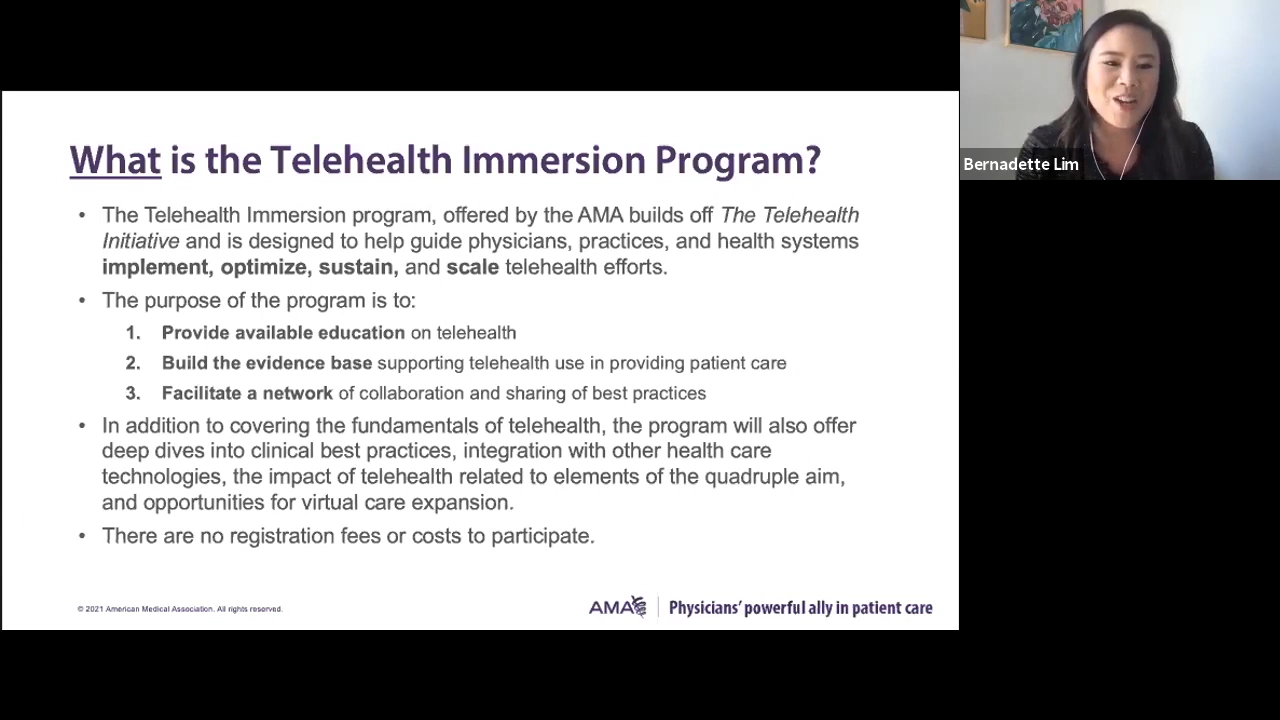 What is the Telehealth Immersion Program?
• The Telehealth Immersion program, offered by the AMA builds off The Telehealth
Initiative and is designed to help guide physicians, practices, and health systems
implement, optimize, sustain, and scale telehealth efforts.
• The purpose of the program is to:
1. Provide available education on telehealth
2. Build the evidence base supporting telehealth use in providing patient care
3. Facilitate a network of collaboration and sharing of best practices
• In addition to covering the fundamentals of telehealth, the program will also offer
deep dives into clinical best practices, integration with other health care
technologies, the impact of telehealth related to elements of the quadruple aim,
and opportunities for virtual care expansion.
• There are no registration fees or costs to participate.
© 2021 American Medical Association. All rights reserved.
AMA Physicians’ powerful ally in patient care
Bernadette Lim